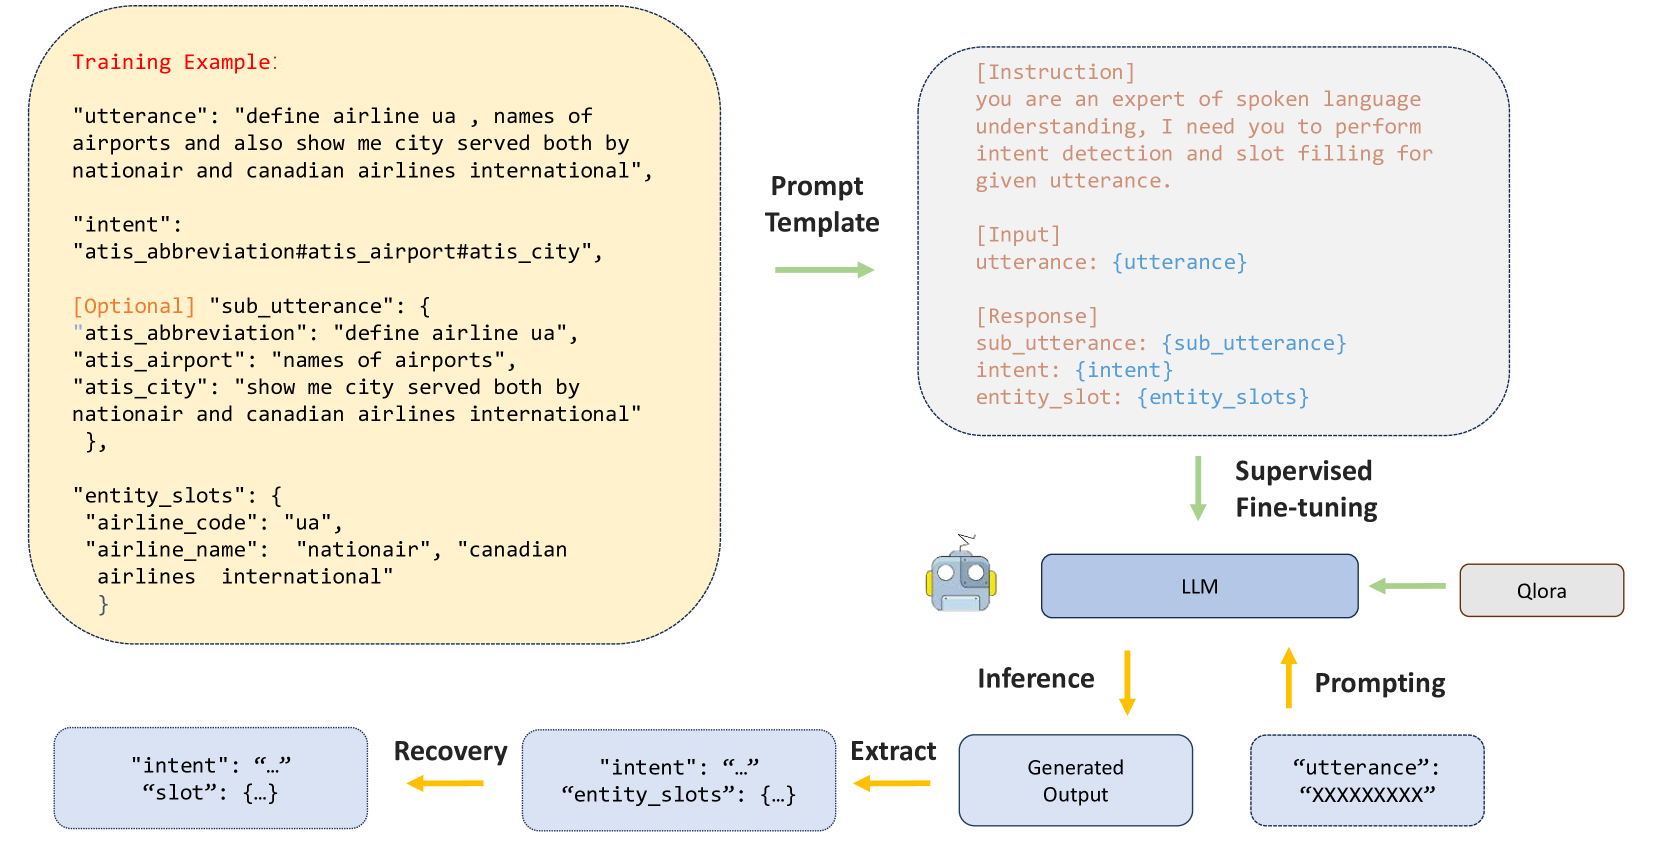 Training Example:
"utterance": "define airline ua , names of
airports and also show me city served both by
nationair and canadian airlines international",
"intent":
"atis_abbreviation#atis_airport#atis_city",
[Optional] "sub_utterance": {
"atis_abbreviation": "define airline ua",
"atis_airport": "names of airports",
"atis_city": "show me city served both by
nationair and canadian airlines international"
},
"entity_slots": {
"airline_code": "ua",
"airline_name":  "nationair", "canadian
airlines  international"
}
Prompt
Template
[Instruction]
you are an expert of spoken language
understanding, I need you to perform
intent detection and slot filling for
given utterance.
[Input]
utterance: {utterance}
[Response]
sub_utterance: {sub_utterance}
intent: {intent}
entity_slot: {entity_slots}
Supervised
Fine-tuning
LLM
Qlora
Inference
Prompting
"intent": “…”
“slot”: {…}
Recovery
"intent": “…”
“entity_slots”: {…}
Extract
Generated
Output
“utterance”:
“XXXXXXXXX”